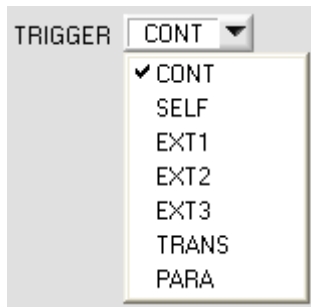 TRIGGER CONT
✔ CONT
SELF
EXT1
EXT2
EXT3
TRANS
PARA